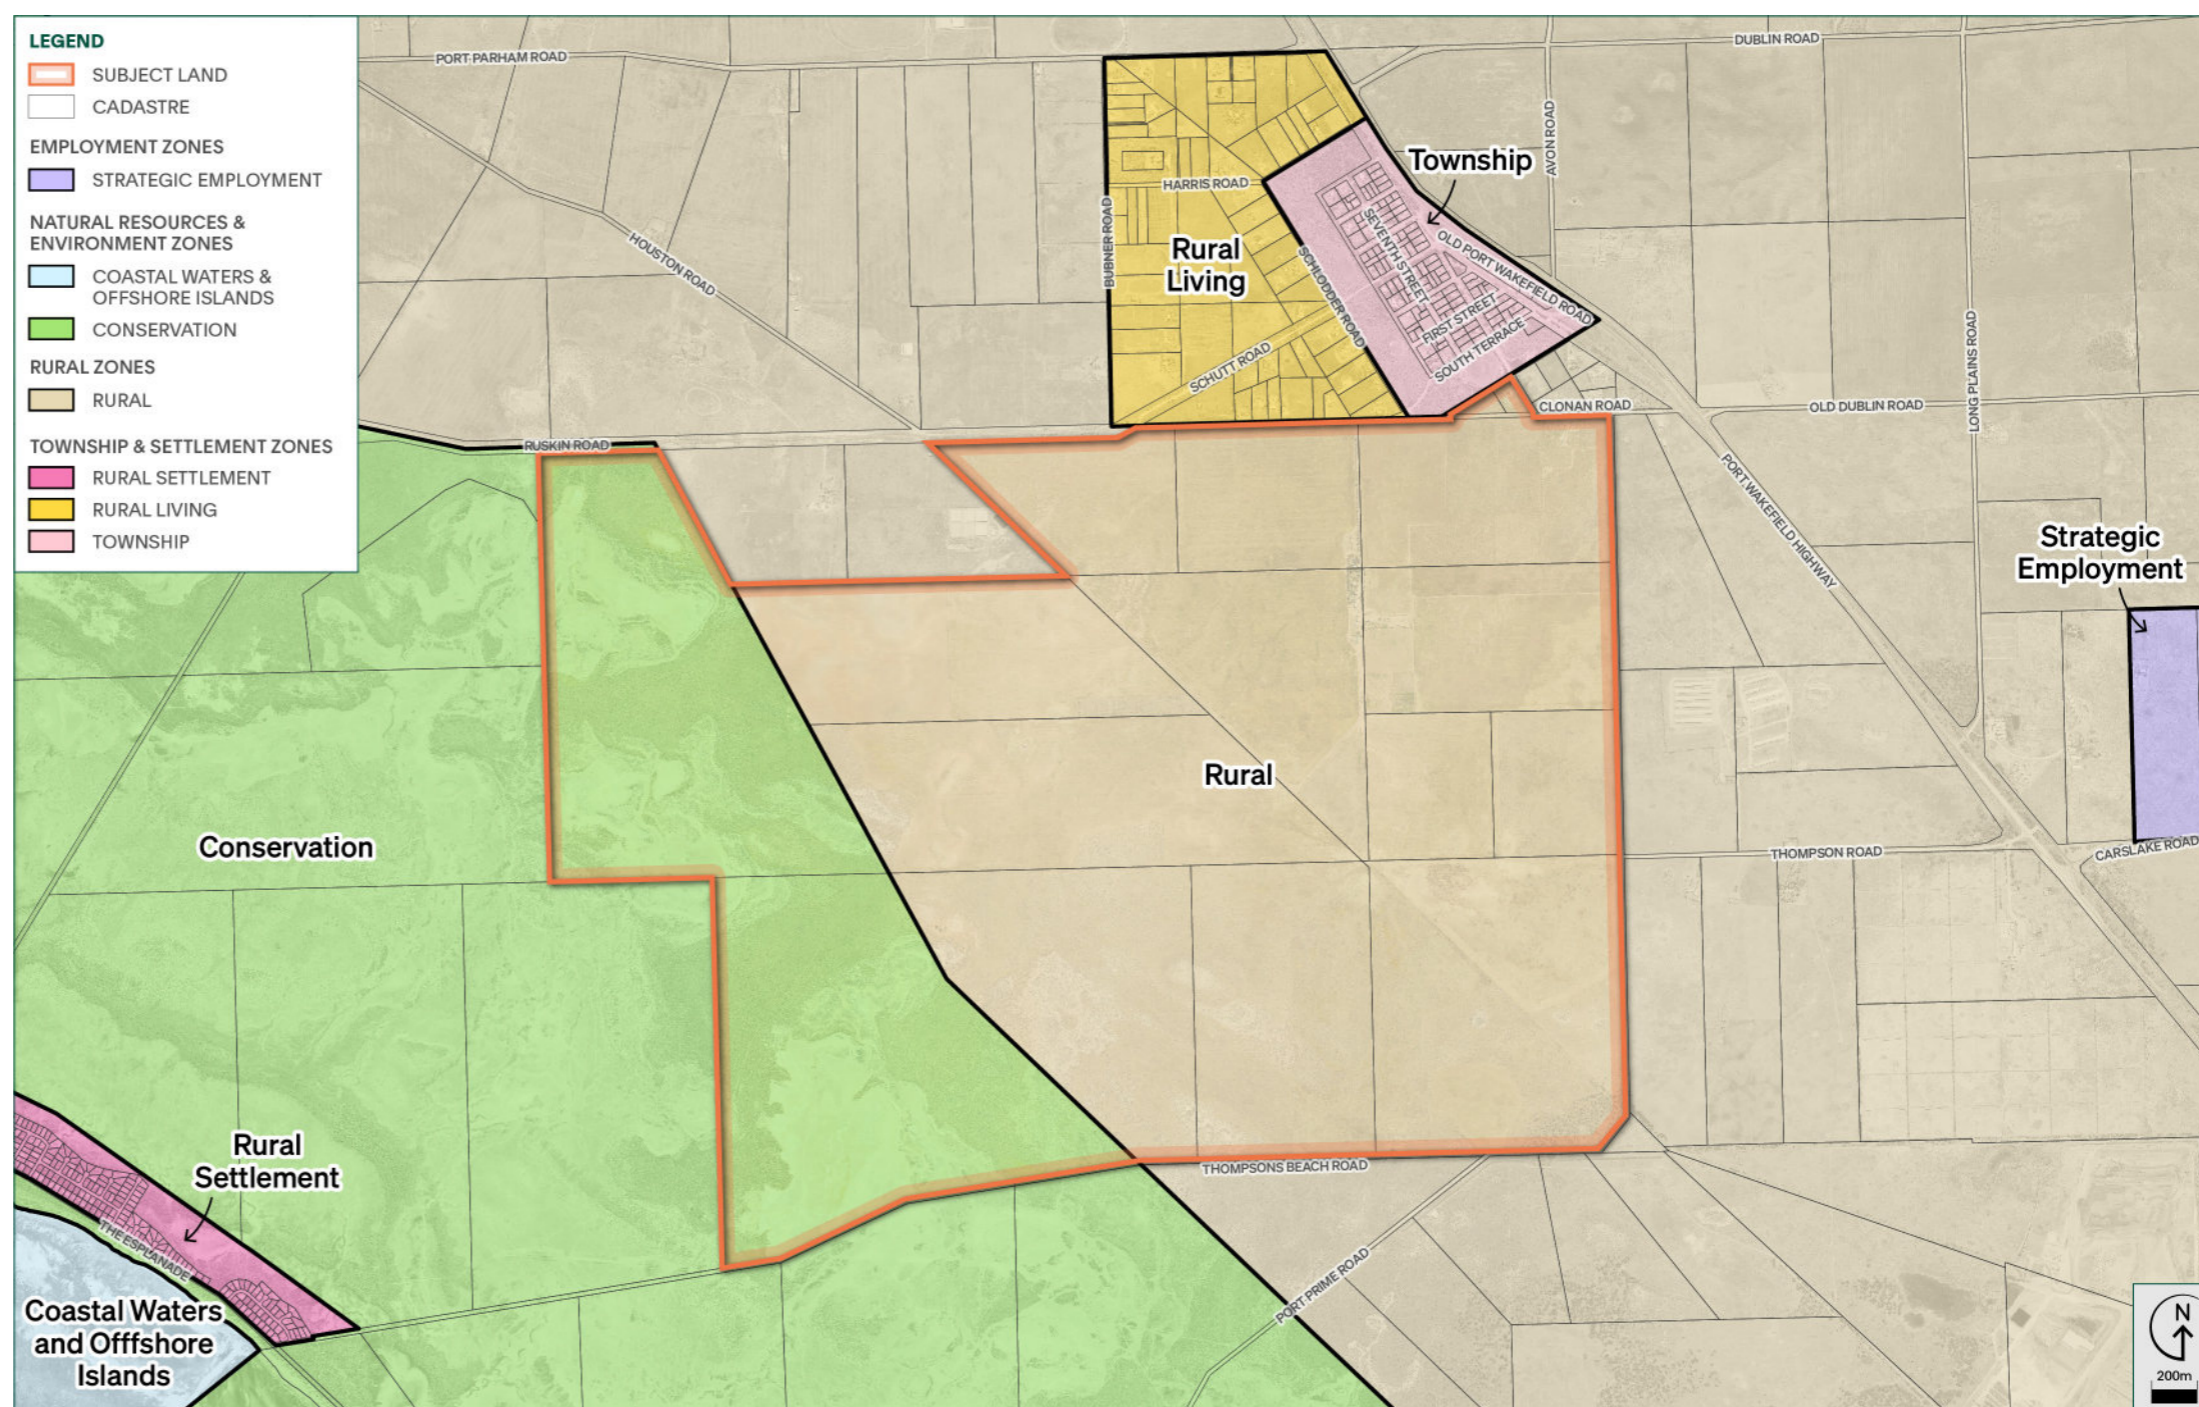 LEGEND
SUBJECT LAND
CADASTRE
EMPLOYMENT ZONES
STRATEGIC EMPLOYMENT
NATURAL RESOURCES &
ENVIRONMENT ZONES
COASTAL WATERS &
OFFSHORE ISLANDS
CONSERVATION
RURAL ZONES
RURAL
TOWNSHIP & SETTLEMENT ZONES
RURAL SETTLEMENT
RURAL LIVING
TOWNSHIP
PORT PARHAM ROAD
DUBLIN ROAD
AVON ROAD
Township
HARRIS ROAD
BUBNER ROAD
HOUSTON ROAD
Rural
Living
SEVENTH STREET
OLD PORT WAKEFIELD ROAD
SCHLODDER ROAD
FIRST STREET
SOUTH TERRACE
SCHUTT ROAD
LONG PLAINS ROAD
CLONAN ROAD
OLD DUBLIN ROAD
RUSKIN ROAD
PORT WAKEFIELD HIGHWAY
Strategic
Employment
Rural
Conservation
THOMPSON ROAD
CARSLAKE ROAD
Rural
Settlement
THOMPSONS BEACH ROAD
THE ESPLANADE
PORT PRIME ROAD
Coastal Waters
and Offfshore
Islands
N
200m